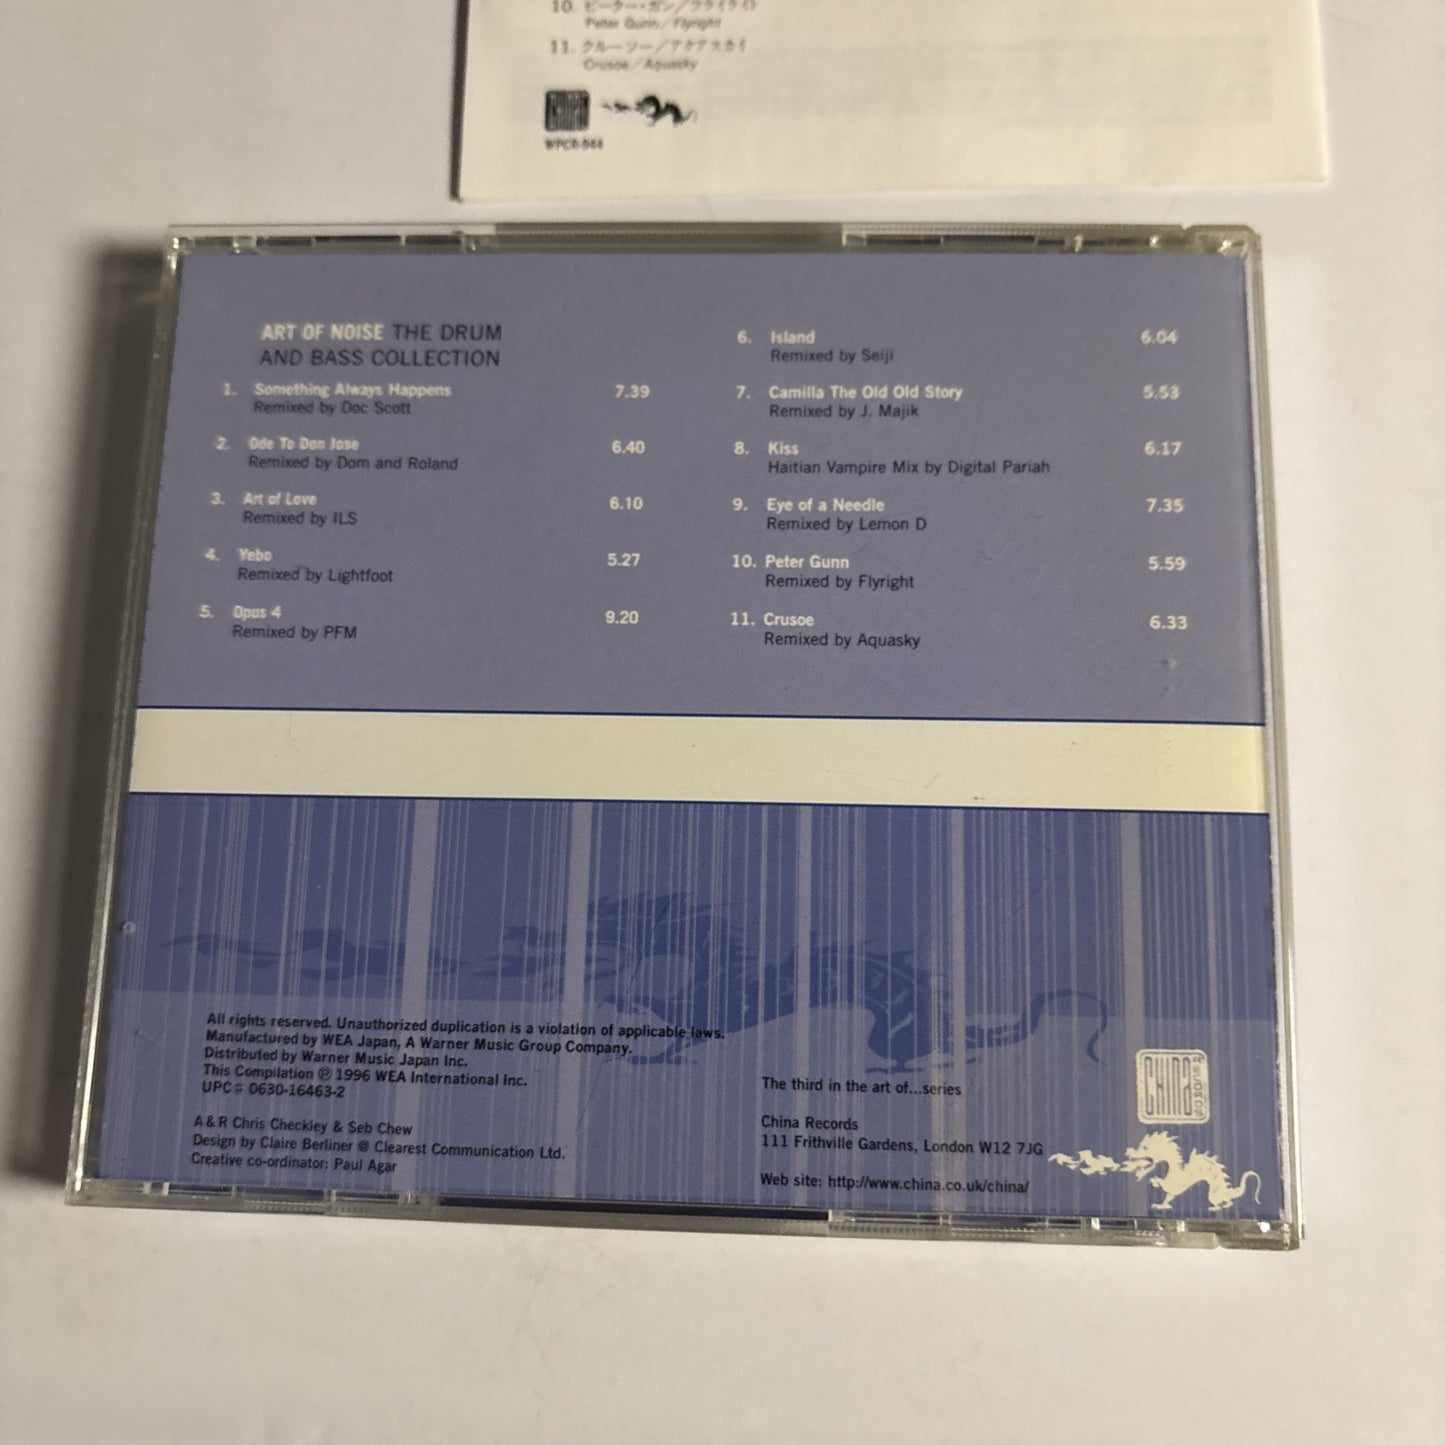 10. ピーター・ガン／フライライト
Peter Gunn／Flyright
11. クルーソー／アクアスカイ
Crusoe／Aquasky
WPCR-944
ART OF NOISE THE DRUM
AND BASS COLLECTION
1. Something Always Happens 7.39
Remixed by Doc Scott
2. Ode To Don Jose 6.40
Remixed by Dom and Roland
3. Art of Love 6.10
Remixed by ILS
4. Yebo 5.27
Remixed by Lightfoot
5. Opus 4 9.20
Remixed by PFM
6. Island 6.04
Remixed by Seiji
7. Camilla The Old Old Story 5.53
Remixed by J. Majik
8. Kiss 6.17
Haitian Vampire Mix by Digital Pariah
9. Eye of a Needle 7.35
Remixed by Lemon D
10. Peter Gunn 5.59
Remixed by Flyright
11. Crusoe 6.33
Remixed by Aquasky
All rights reserved. Unauthorized duplication is a violation of applicable laws.
Manufactured by WEA Japan, A Warner Music Group Company.
Distributed by Warner Music Japan Inc.
This Compilation ℗ 1996 WEA International Inc.
UPC# 0630-16463-2
A & R Chris Checkley & Seb Chew
Design by Claire Berliner @ Clearest Communication Ltd.
Creative co-ordinator: Paul Agar
The third in the art of...series
China Records
111 Frithville Gardens, London W12 7JG
Web site: http://www.china.co.uk/china/
CHINA
RECORDS